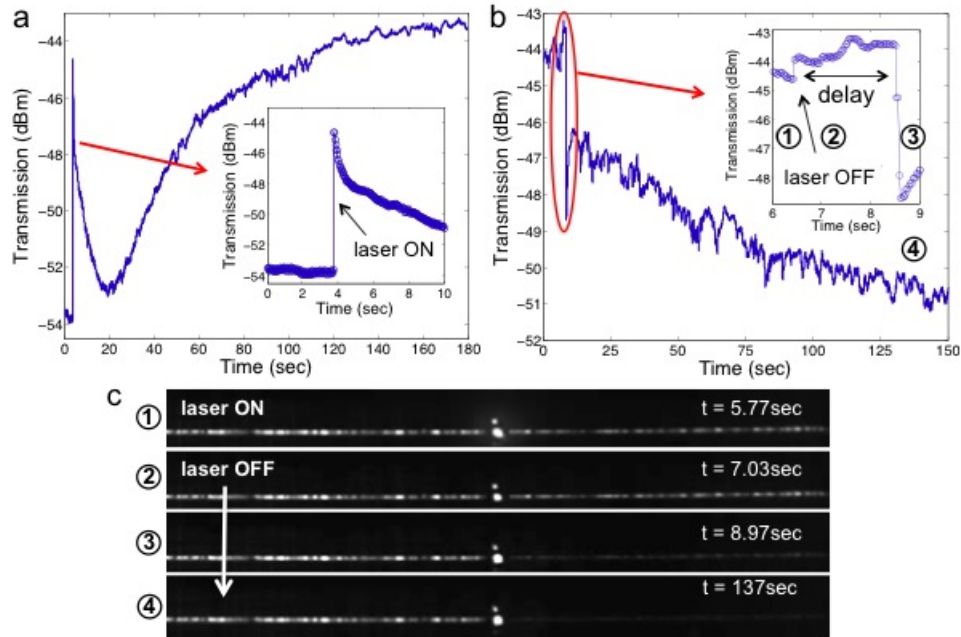 a
Transmission (dBm)
-44
-46
-48
-50
-52
-54
0 20 40 60 80 100 120 140 160 180
Time (sec)
Transmission (dBm)
-44
-46
-48
-50
-52
-54
0 2 4 6 8 10
Time (sec)
laser ON
b
Transmission (dBm)
-43
-44
-45
-46
-47
-48
-49
-50
-51
-52
0 25 50 75 100 125 150
Time (sec)
④
Transmission (dBm)
-43
-44
-45
-46
-47
-48
6 7 8 9
Time (sec)
delay
① ② ③
laser OFF
c
① laser ON t = 5.77sec
② laser OFF t = 7.03sec
③ t = 8.97sec
④ t = 137sec